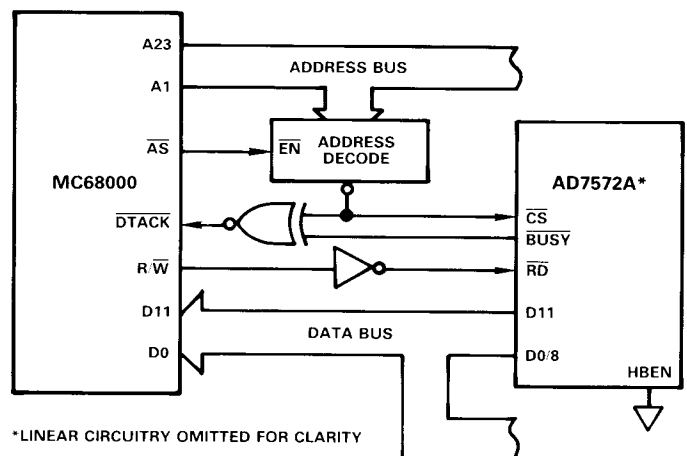 A23
ADDRESS BUS
A1
AS
EN
ADDRESS
DECODE
MC68000
AD7572A*
DTACK
CS
BUSY
R/W
RD
D11
D11
DATA BUS
D0
D0/8
HBEN
*LINEAR CIRCUITRY OMITTED FOR CLARITY